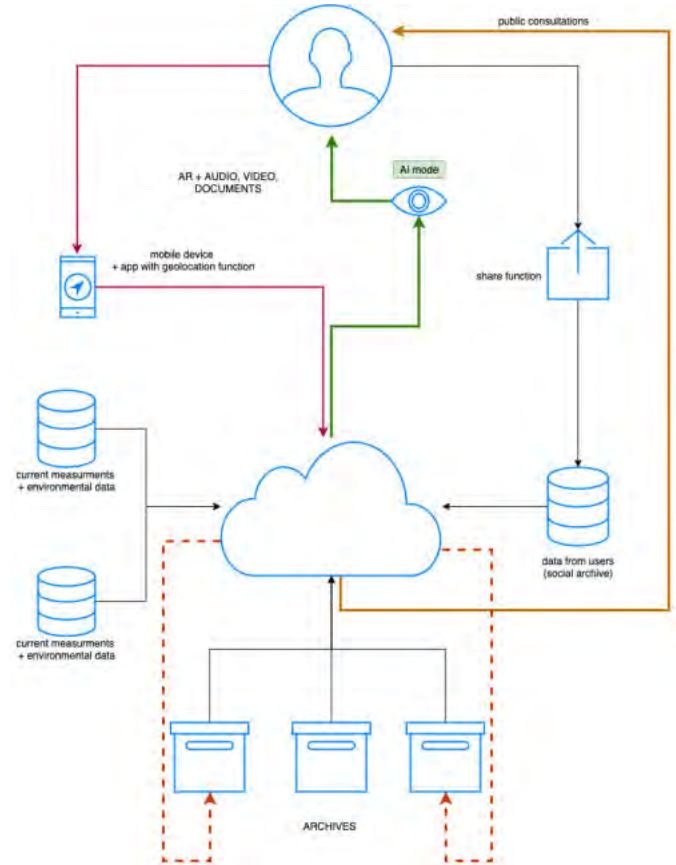 public consultations
AI mode
AR + AUDIO, VIDEO,
DOCUMENTS
mobile device
+ app with geolocation function
share function
current measurments
+ environmental data
data from users
(social archive)
current measurments
+ environmental data
ARCHIVES